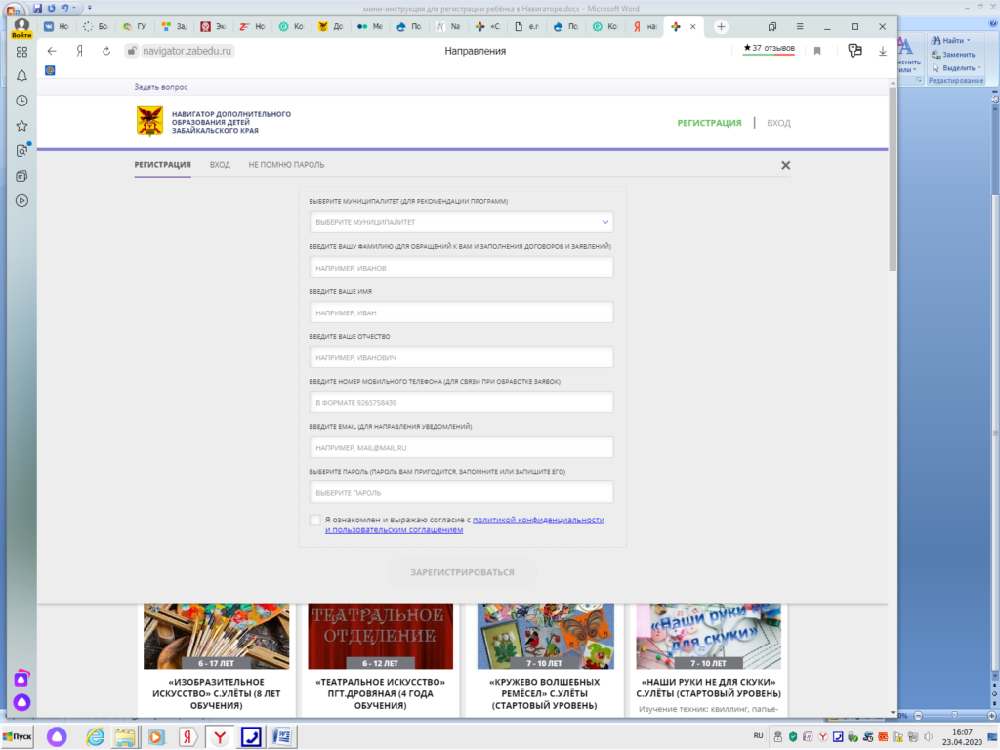 мини-инструкция для регистрации ребёнка в Навигаторе.docx - Microsoft Word
Войти
Но
Бо
ГУ
За
Эк
Но
Ко
До
Ме
По
Na
«С
e.г
По
Ко
на
navigator.zabedu.ru
Направления
37 отзывов
Найти
Заменить
Выделить
Редактирование
Задать вопрос
НАВИГАТОР ДОПОЛНИТЕЛЬНОГО
ОБРАЗОВАНИЯ ДЕТЕЙ
ЗАБАЙКАЛЬСКОГО КРАЯ
РЕГИСТРАЦИЯ | ВХОД
РЕГИСТРАЦИЯ ВХОД НЕ ПОМНЮ ПАРОЛЬ
ВЫБЕРИТЕ МУНИЦИПАЛИТЕТ (ДЛЯ РЕКОМЕНДАЦИИ ПРОГРАММ)
ВЫБЕРИТЕ МУНИЦИПАЛИТЕТ
ВВЕДИТЕ ВАШУ ФАМИЛИЮ (ДЛЯ ОБРАЩЕНИЙ К ВАМ И ЗАПОЛНЕНИЯ ДОГОВОРОВ И ЗАЯВЛЕНИЙ)
НАПРИМЕР, ИВАНОВ
ВВЕДИТЕ ВАШЕ ИМЯ
НАПРИМЕР, ИВАН
ВВЕДИТЕ ВАШЕ ОТЧЕСТВО
НАПРИМЕР, ИВАНОВИЧ
ВВЕДИТЕ НОМЕР МОБИЛЬНОГО ТЕЛЕФОНА (ДЛЯ СВЯЗИ ПРИ ОБРАБОТКЕ ЗАЯВОК)
В ФОРМАТЕ 9265758439
ВВЕДИТЕ EMAIL (ДЛЯ НАПРАВЛЕНИЯ УВЕДОМЛЕНИЙ)
НАПРИМЕР, MAIL@MAIL.RU
ВЫБЕРИТЕ ПАРОЛЬ (ПАРОЛЬ ВАМ ПРИГОДИТСЯ, ЗАПОМНИТЕ ИЛИ ЗАПИШИТЕ ЕГО)
ВЫБЕРИТЕ ПАРОЛЬ
Я ознакомлен и выражаю согласие с политикой конфиденциальности
и пользовательским соглашением
ЗАРЕГИСТРИРОВАТЬСЯ
ТЕАТРАЛЬНОЕ
ОТДЕЛЕНИЕ
«Наши руки не
для скуки»
6 - 17 ЛЕТ
6 - 12 ЛЕТ
7 - 10 ЛЕТ
7 - 10 ЛЕТ
«ИЗОБРАЗИТЕЛЬНОЕ
ИСКУССТВО» С.УЛЁТЫ (8 ЛЕТ
ОБУЧЕНИЯ)
«ТЕАТРАЛЬНОЕ ИСКУССТВО»
ПГТ.ДРОВЯНАЯ (4 ГОДА
ОБУЧЕНИЯ)
«КРУЖЕВО ВОЛШЕБНЫХ
РЕМЁСЕЛ» С.УЛЁТЫ
(СТАРТОВЫЙ УРОВЕНЬ)
«НАШИ РУКИ НЕ ДЛЯ СКУКИ»
С.УЛЁТЫ (СТАРТОВЫЙ УРОВЕНЬ)
Изучение техник: квиллинг, папье-
Пуск
RU
16:07
23.04.2020